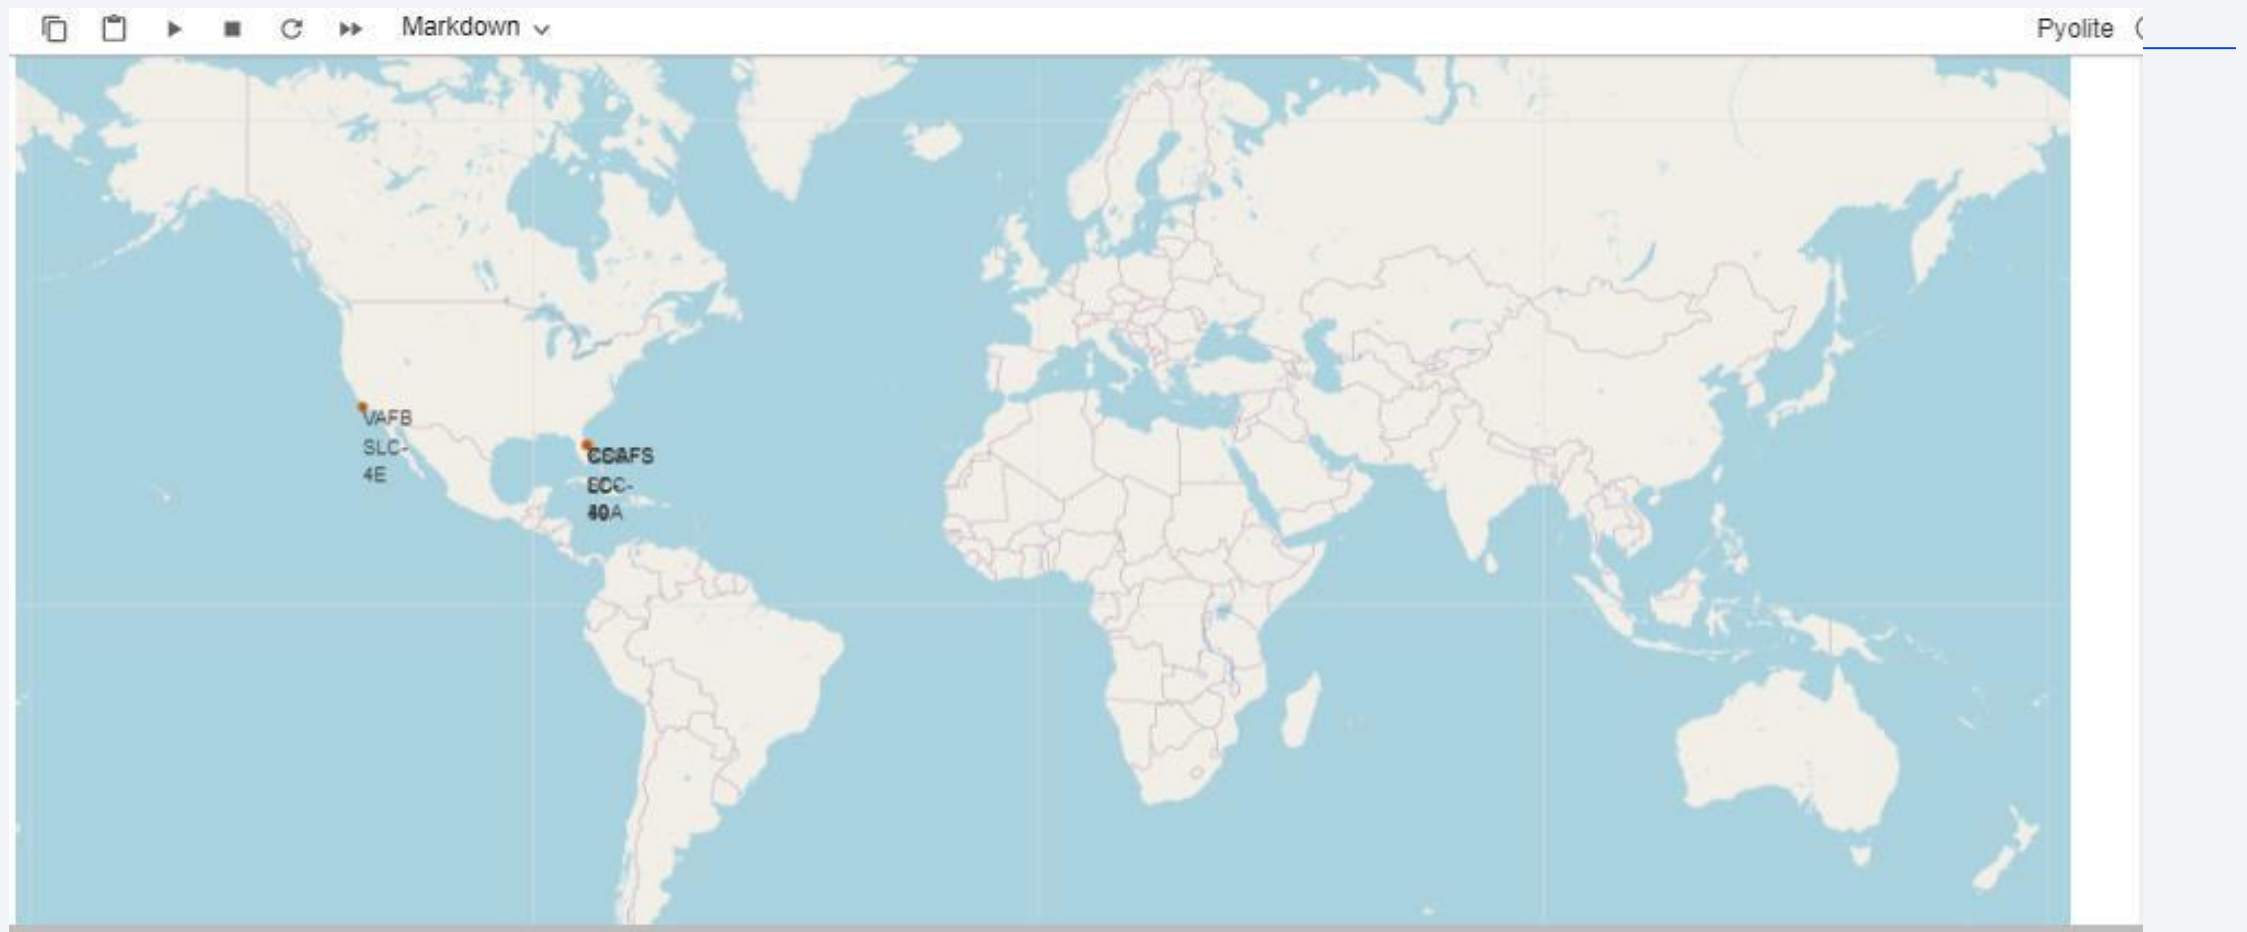 Markdown
Pyolite
VAFB
SLC-
4E
CCAFS